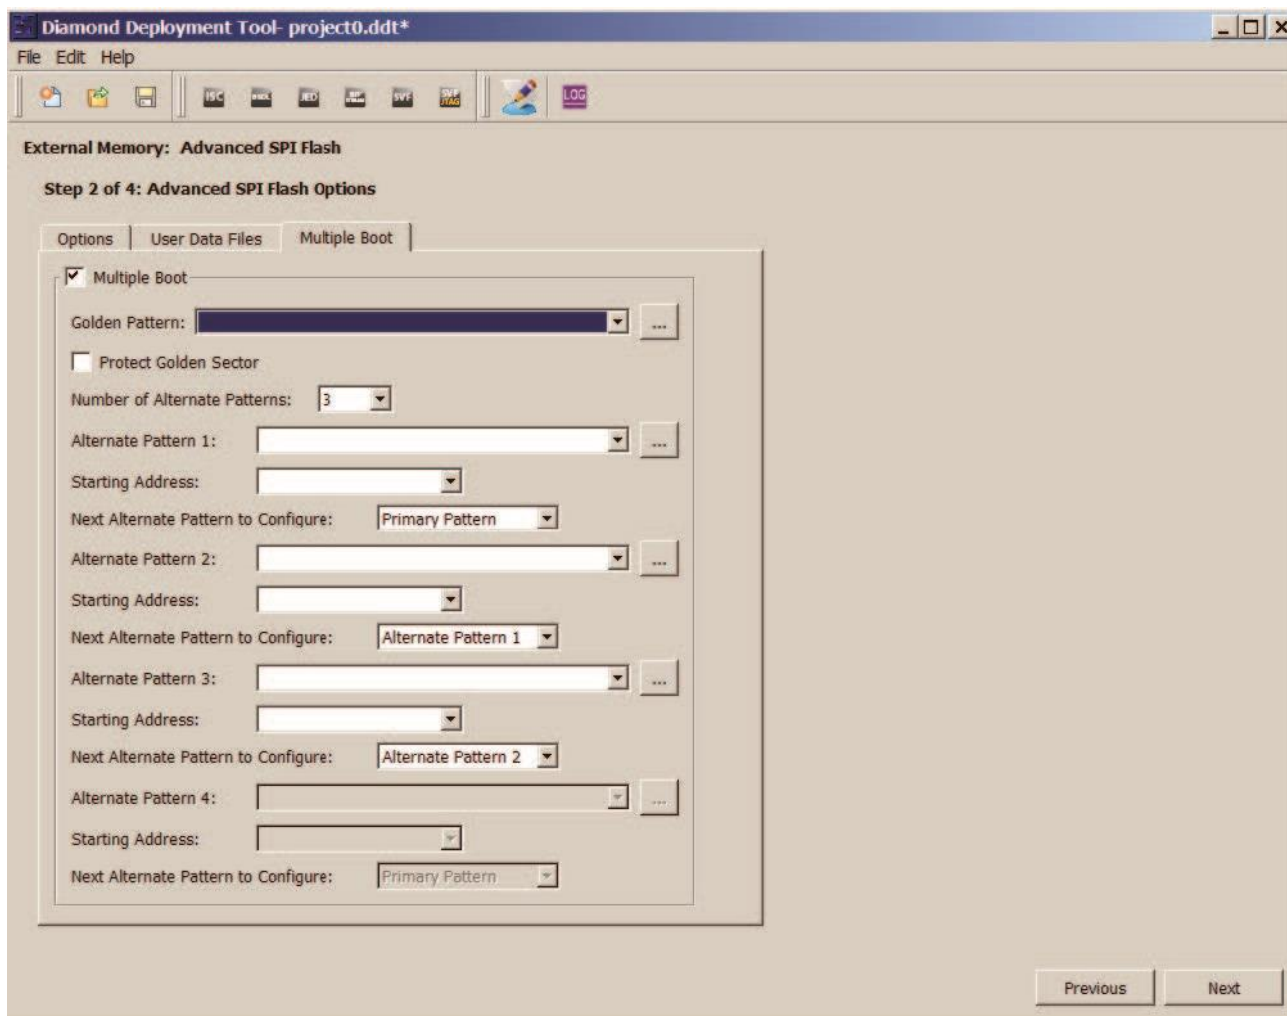 Diamond Deployment Tool- project0.ddt*
File Edit Help
ISC JED SVF SVF JTAG LOG
External Memory: Advanced SPI Flash
Step 2 of 4: Advanced SPI Flash Options
Options User Data Files Multiple Boot
Multiple Boot
Golden Pattern: ...
Protect Golden Sector
Number of Alternate Patterns: 3
Alternate Pattern 1: ...
Starting Address:
Next Alternate Pattern to Configure: Primary Pattern
Alternate Pattern 2: ...
Starting Address:
Next Alternate Pattern to Configure: Alternate Pattern 1
Alternate Pattern 3: ...
Starting Address:
Next Alternate Pattern to Configure: Alternate Pattern 2
Alternate Pattern 4: ...
Starting Address:
Next Alternate Pattern to Configure: Primary Pattern
Previous Next